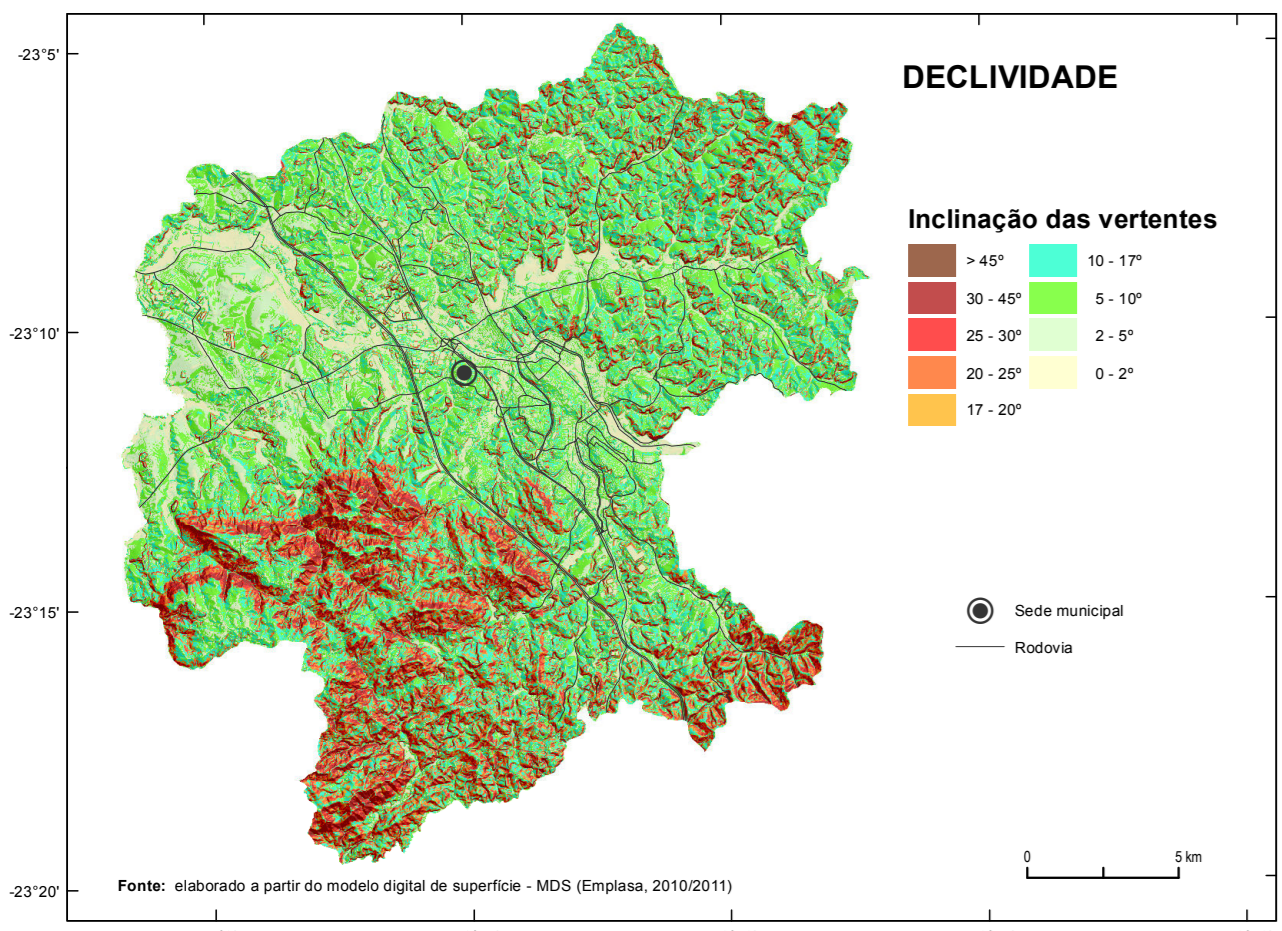 DECLIVIDADE
-23°5'
-23°10'
-23°15'
-23°20'
Inclinação das vertentes
> 45º
10 - 17º
30 - 45º
5 - 10º
25 - 30º
2 - 5º
20 - 25º
0 - 2º
17 - 20º
Sede municipal
Rodovia
0
5 km
Fonte: elaborado a partir do modelo digital de superfície - MDS (Emplasa, 2010/2011)